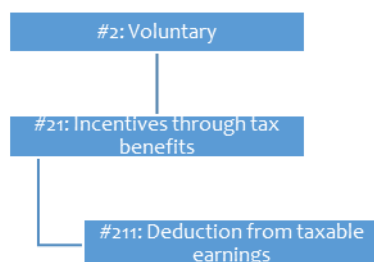 #2: Voluntary
#21: Incentives through tax
benefits
#211: Deduction from taxable
earnings